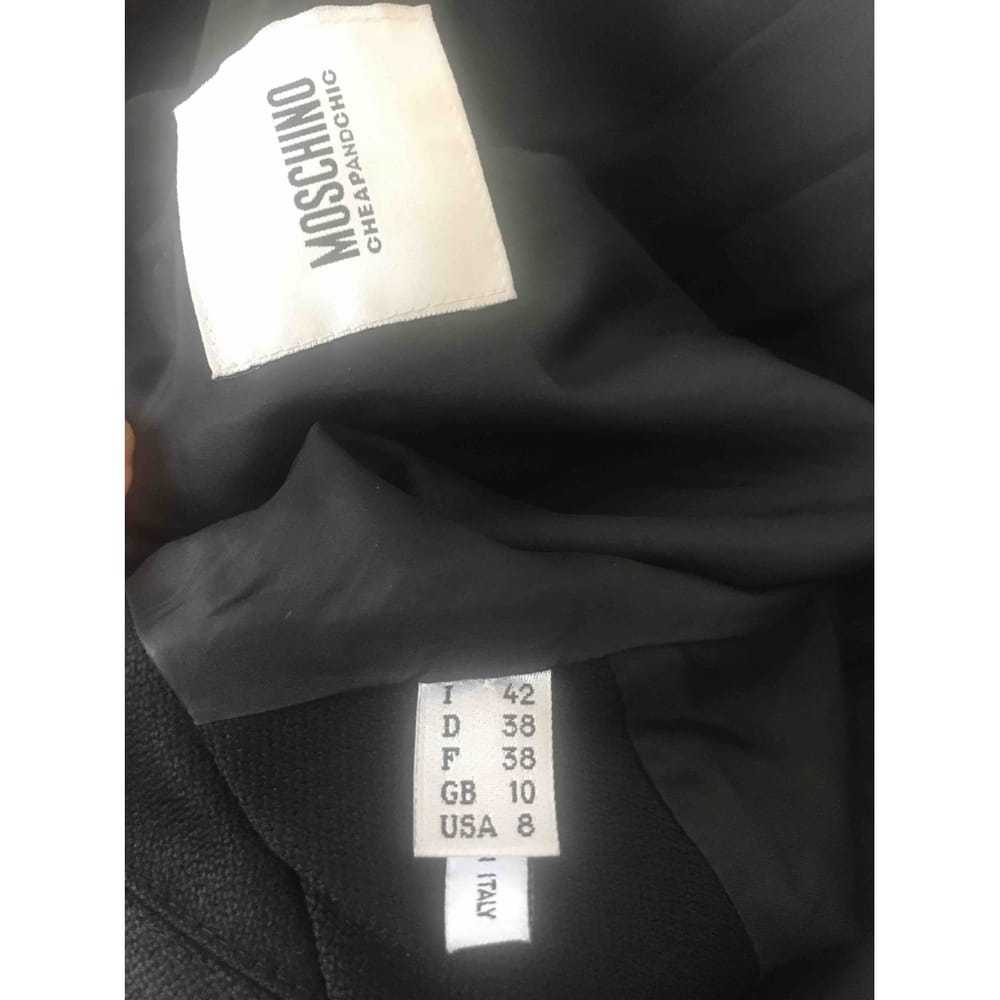 MOSCHINO
CHEAPANDCHIC
I 42
D 38
F 38
GB 10
USA 8
ITALY